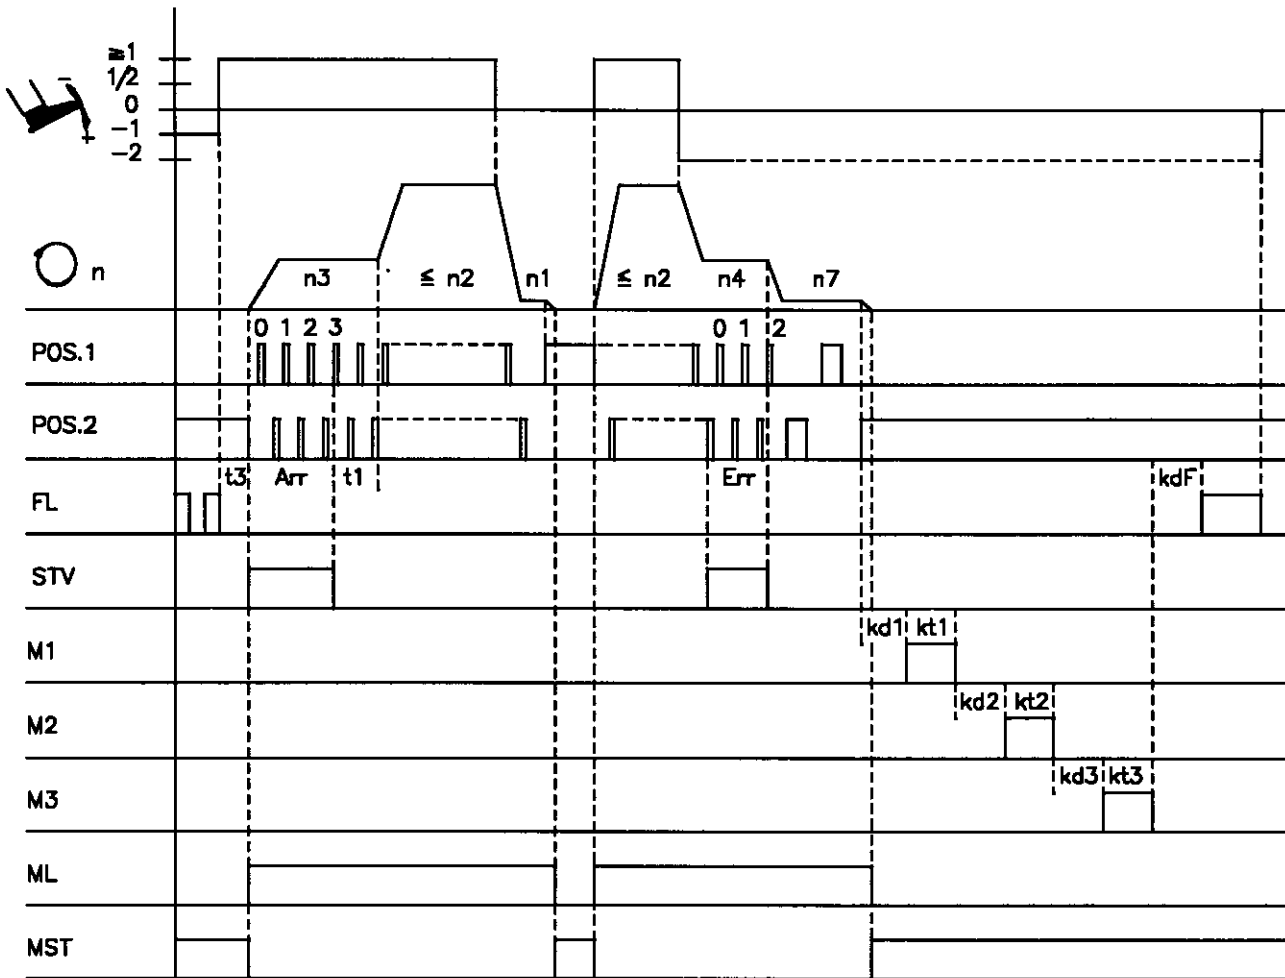 ≥1
1/2
0
−1
−2
−
+
n
n3
≤ n2
n1
≤ n2
n4
n7
POS.1
0 1 2 3
0 1 2
POS.2
t3 Arr t1
Err
kdF
FL
STV
kd1 kt1
M1
kd2 kt2
M2
kd3 kt3
M3
ML
MST